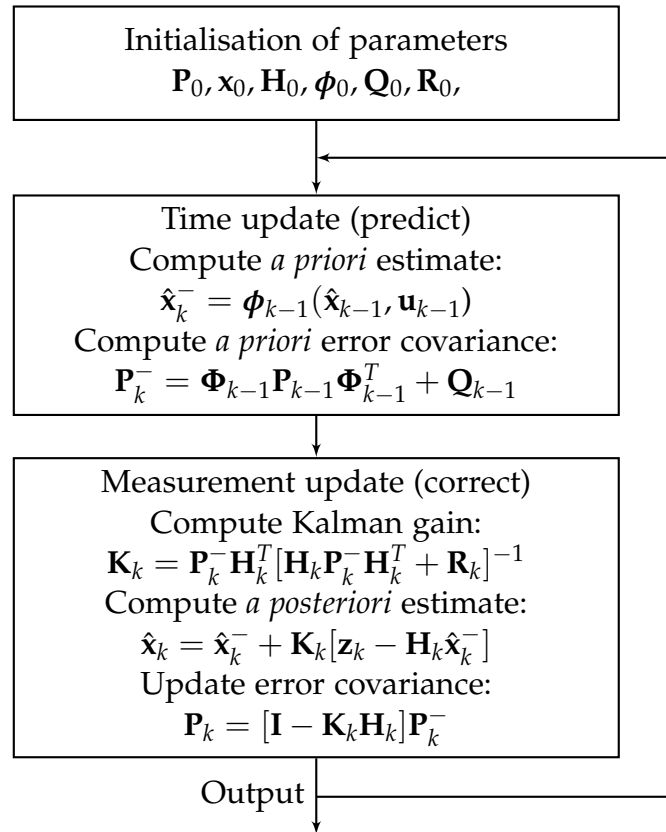 Initialisation of parameters
𝐏₀, 𝐱₀, 𝐇₀, 𝝓₀, 𝐐₀, 𝐑₀,
Time update (predict)
Compute a priori estimate:
x̂ₖ⁻ = 𝝓ₖ₋₁(x̂ₖ₋₁, uₖ₋₁)
Compute a priori error covariance:
Pₖ⁻ = Φₖ₋₁Pₖ₋₁Φᵀₖ₋₁ + Qₖ₋₁
Measurement update (correct)
Compute Kalman gain:
Kₖ = Pₖ⁻Hₖᵀ[HₖPₖ⁻Hₖᵀ + Rₖ]⁻¹
Compute a posteriori estimate:
x̂ₖ = x̂ₖ⁻ + Kₖ[zₖ − Hₖx̂ₖ⁻]
Update error covariance:
Pₖ = [I − KₖHₖ]Pₖ⁻
Output